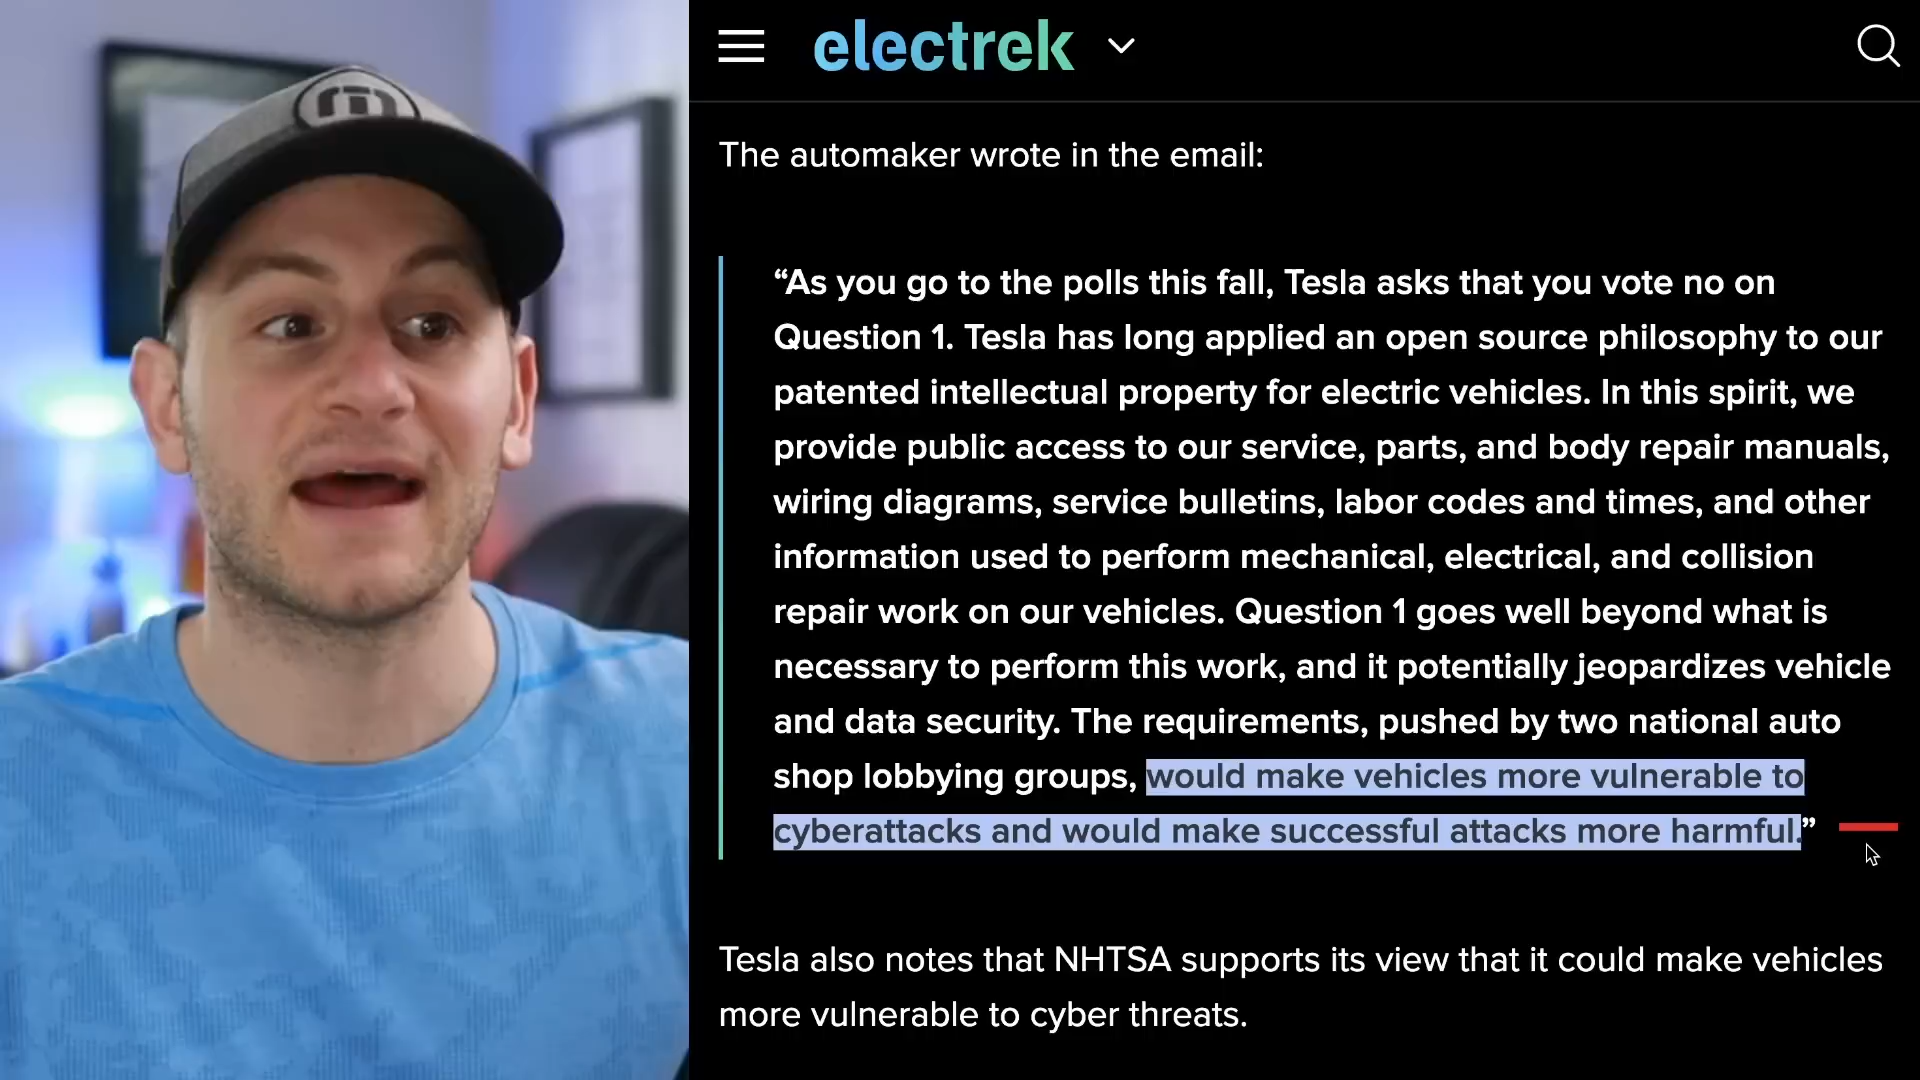 electrek
The automaker wrote in the email:
“As you go to the polls this fall, Tesla asks that you vote no on
Question 1. Tesla has long applied an open source philosophy to our
patented intellectual property for electric vehicles. In this spirit, we
provide public access to our service, parts, and body repair manuals,
wiring diagrams, service bulletins, labor codes and times, and other
information used to perform mechanical, electrical, and collision
repair work on our vehicles. Question 1 goes well beyond what is
necessary to perform this work, and it potentially jeopardizes vehicle
and data security. The requirements, pushed by two national auto
shop lobbying groups, would make vehicles more vulnerable to
cyberattacks and would make successful attacks more harmful.”
Tesla also notes that NHTSA supports its view that it could make vehicles
more vulnerable to cyber threats.